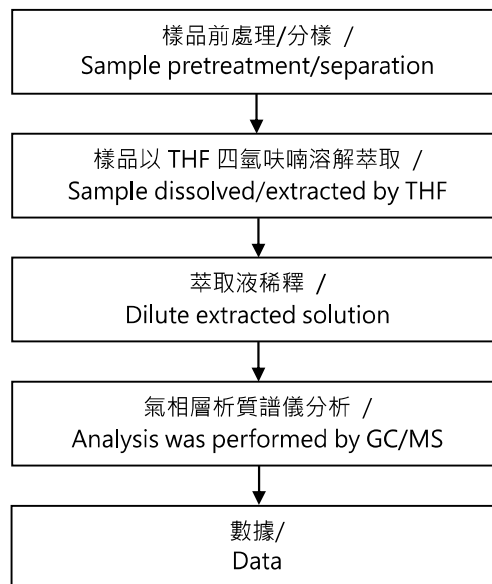 樣品前處理/分樣 /
Sample pretreatment/separation
樣品以 THF 四氫呋喃溶解萃取 /
Sample dissolved/extracted by THF
萃取液稀釋 /
Dilute extracted solution
氣相層析質譜儀分析 /
Analysis was performed by GC/MS
數據/
Data